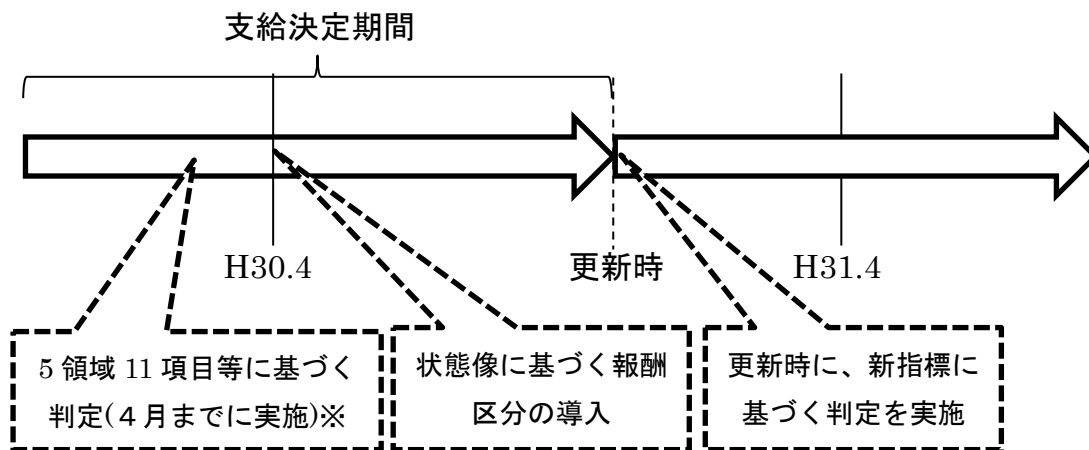 支給決定期間
H30.4
更新時
H31.4
5 領域 11 項目等に基づく
判定(４月までに実施)※
状態像に基づく報酬
区分の導入
更新時に、新指標に
基づく判定を実施